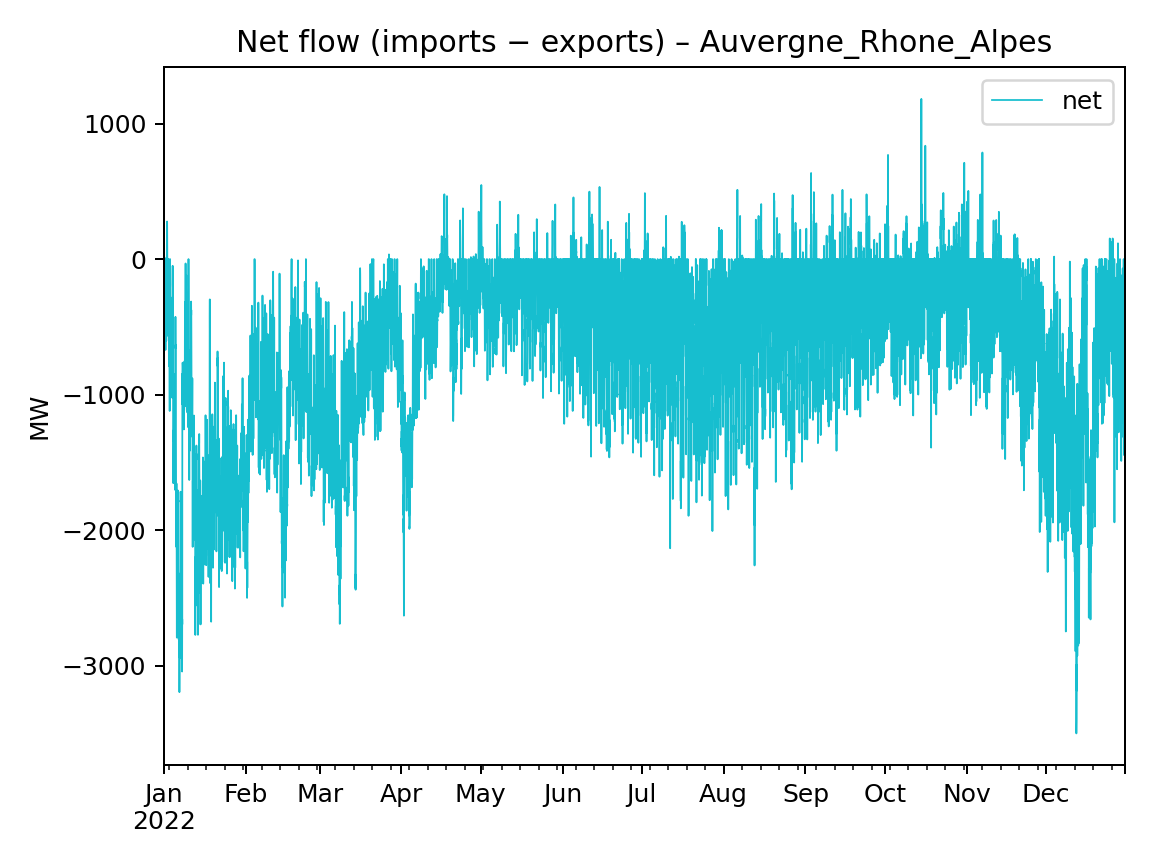 Net flow (imports − exports) – Auvergne_Rhone_Alpes
net
1000
0
−1000
−2000
−3000
MW
Jan Feb Mar Apr May Jun Jul Aug Sep Oct Nov Dec
2022